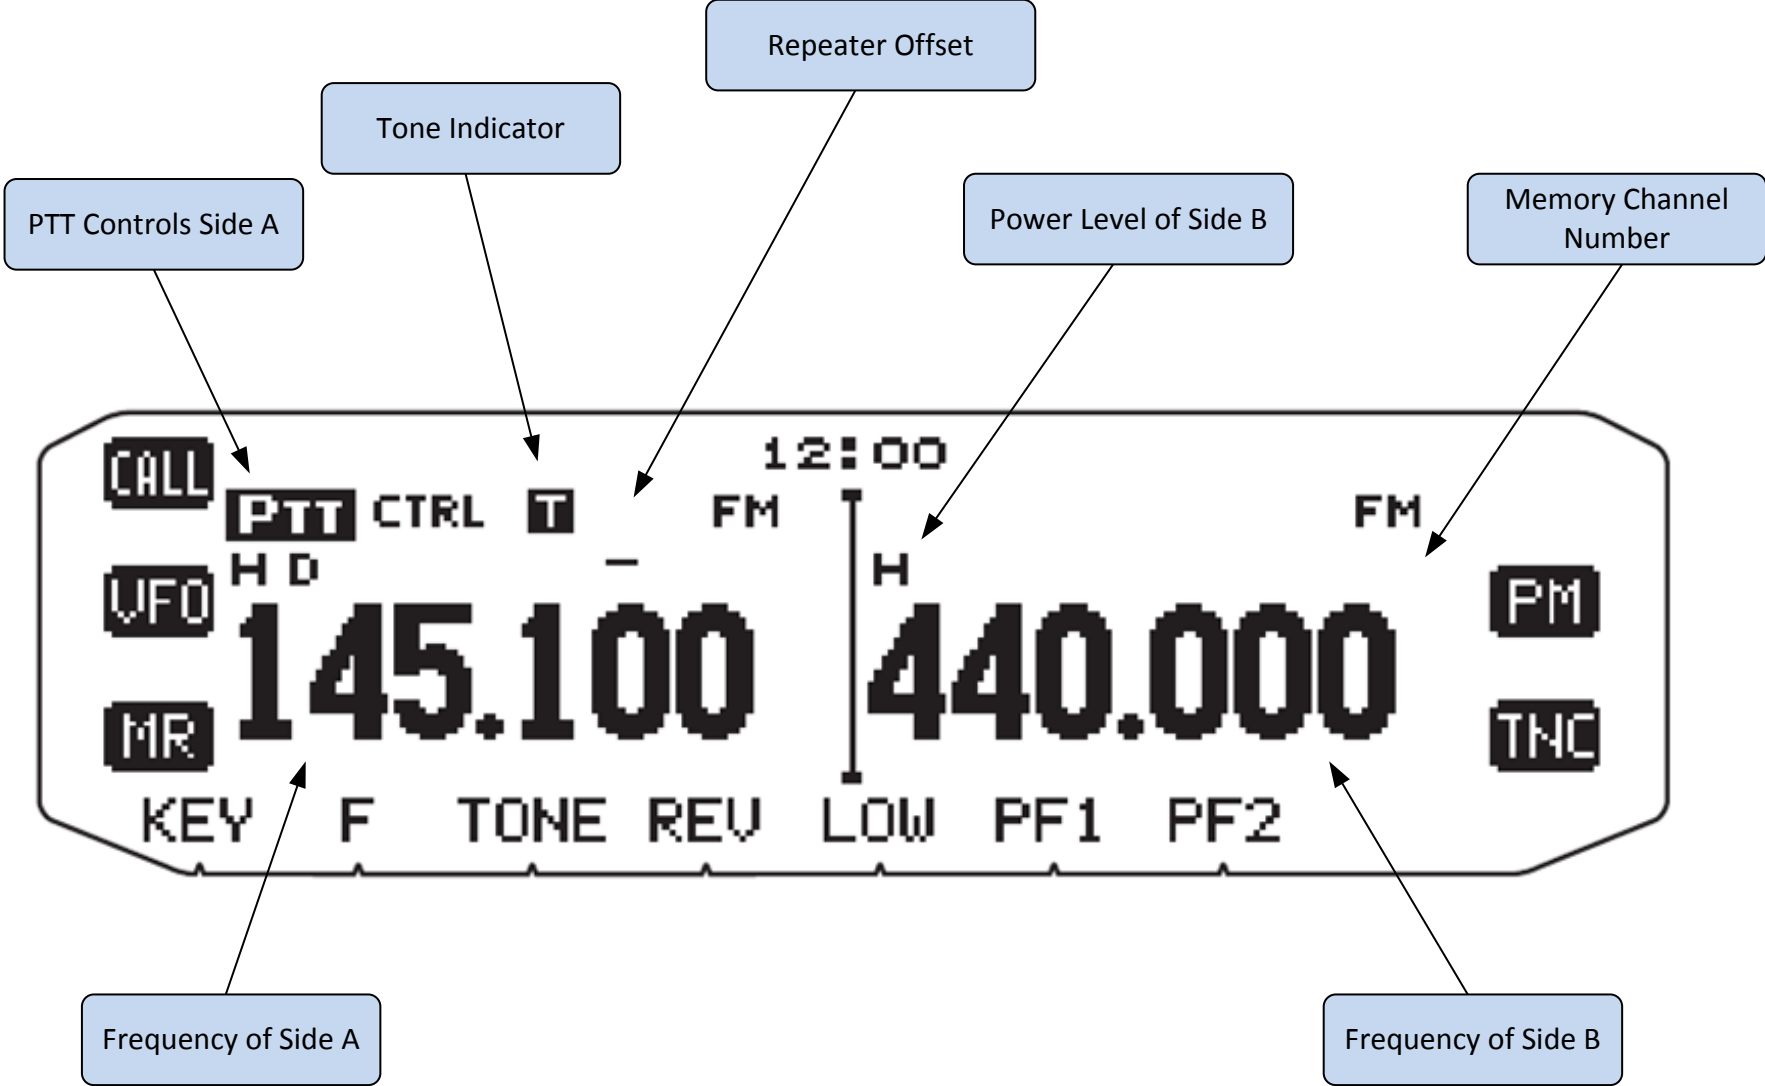 Repeater Offset
Tone Indicator
PTT Controls Side A
Power Level of Side B
Memory Channel
Number
12:00
CALL
PTT CTRL T FM
FM
H D -
H
VFO
PM
145.100
440.000
MR
TNC
KEY F TONE REV LOW PF1 PF2
Frequency of Side A
Frequency of Side B